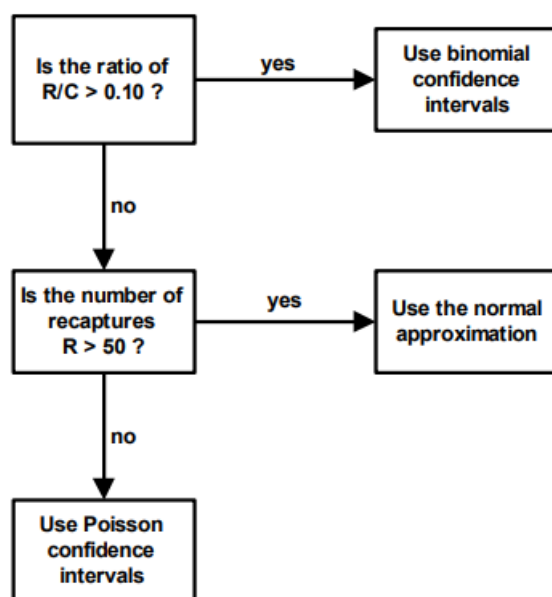 Is the ratio of
R/C > 0.10 ?
yes
Use binomial
confidence
intervals
no
Is the number of
recaptures
R > 50 ?
yes
Use the normal
approximation
no
Use Poisson
confidence
intervals